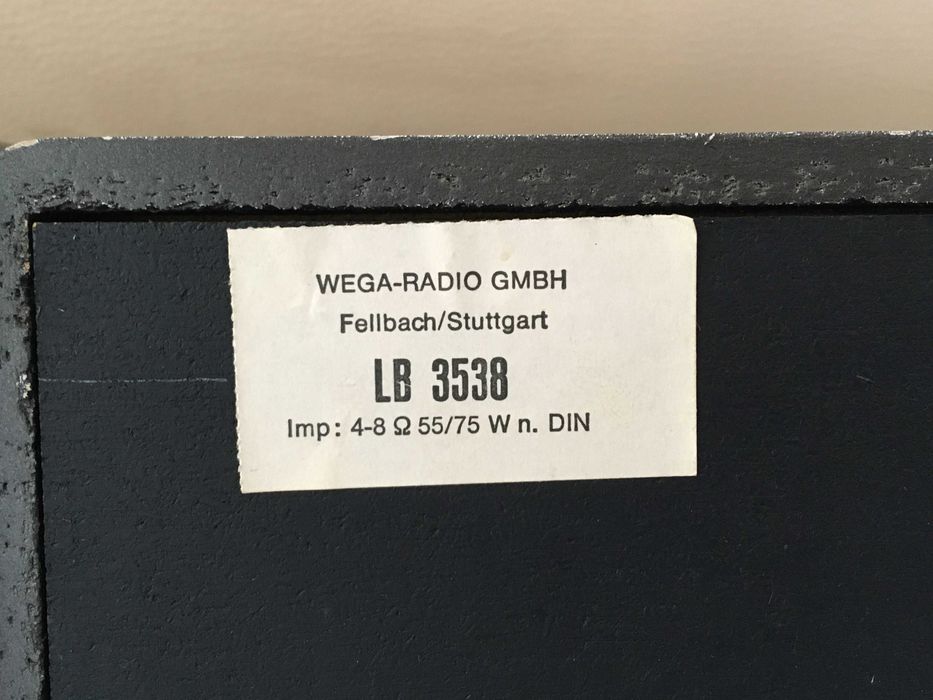 WEGA-RADIO GMBH
Fellbach/Stuttgart
LB 3538
Imp: 4-8 Ω 55/75 W n. DIN